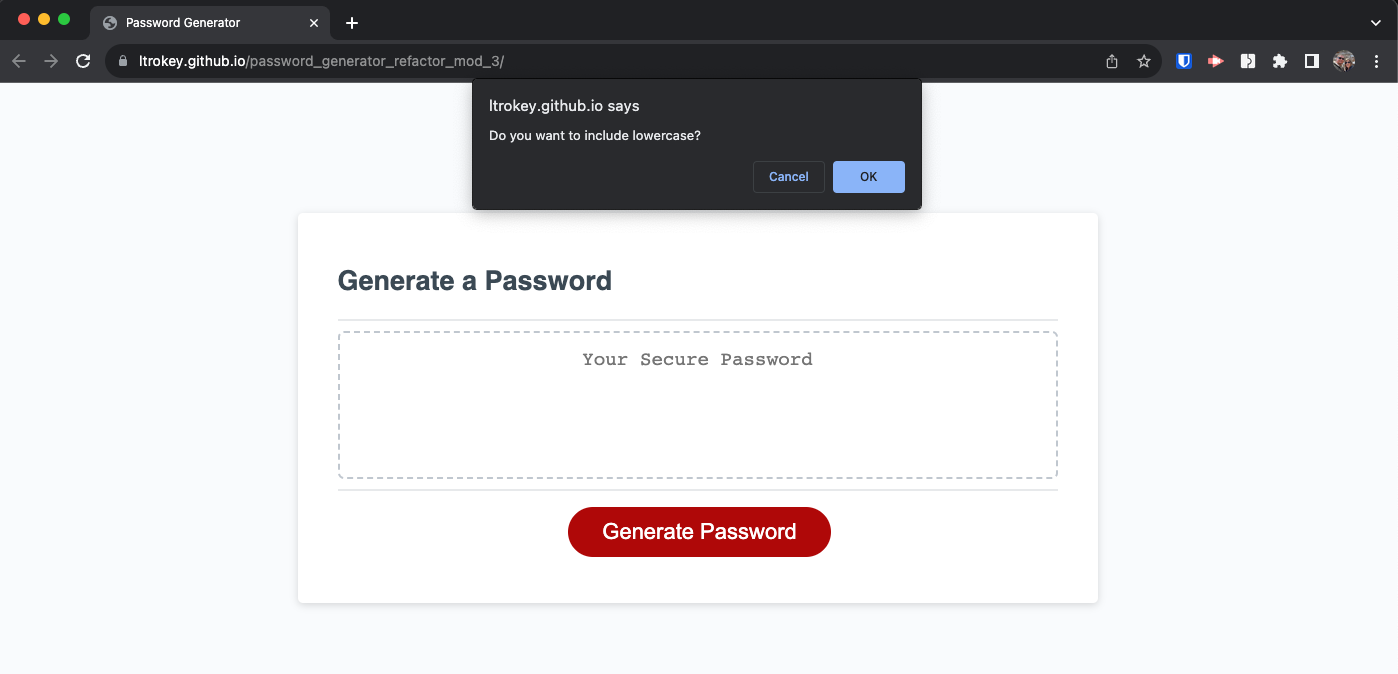 Password Generator
ltrokey.github.io/password_generator_refactor_mod_3/
ltrokey.github.io says
Do you want to include lowercase?
Cancel OK
Generate a Password
Your Secure Password
Generate Password